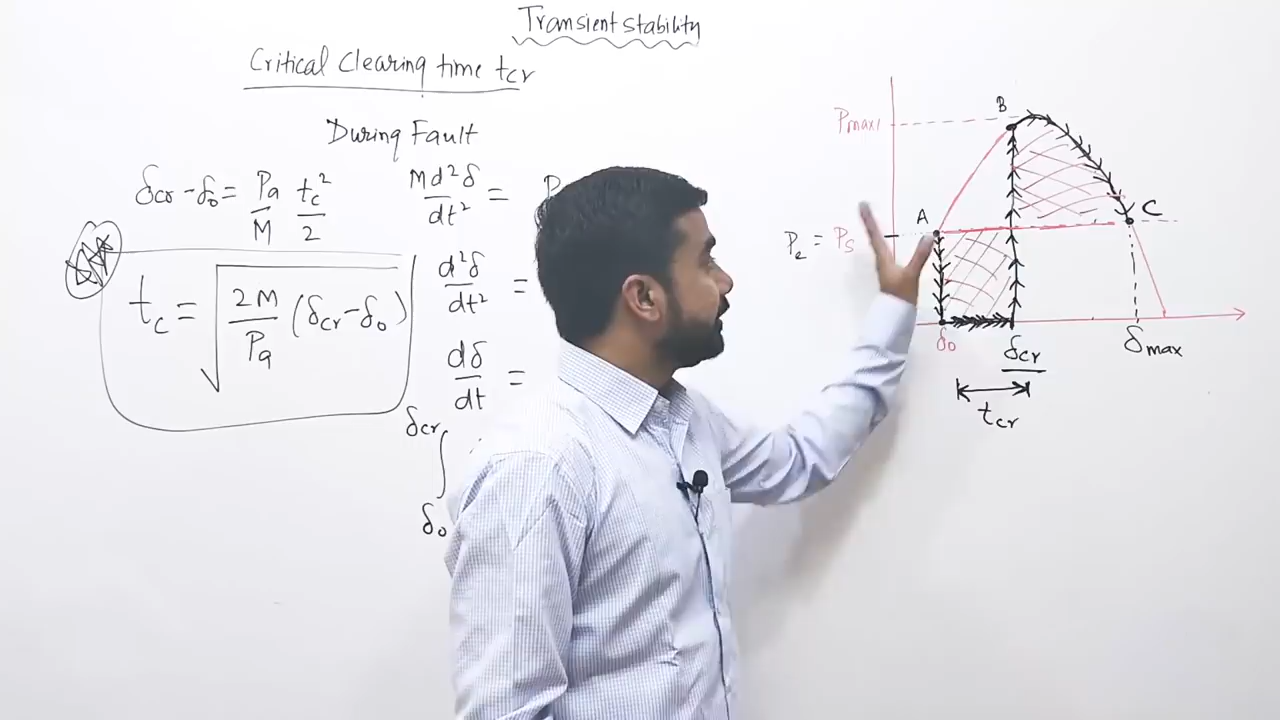 Transient stability
Critical Clearing time tcr
During Fault
δcr - δ₀ = Pa/M tc²/2
tc = √(2M/Pa (δcr - δ₀))
Md²δ/dt² = P
d²δ/dt² =
dδ/dt =
δcr
∫
δ₀
Pmax1
B
A
C
Pe = Ps
δ₀
δcr
δmax
tcr